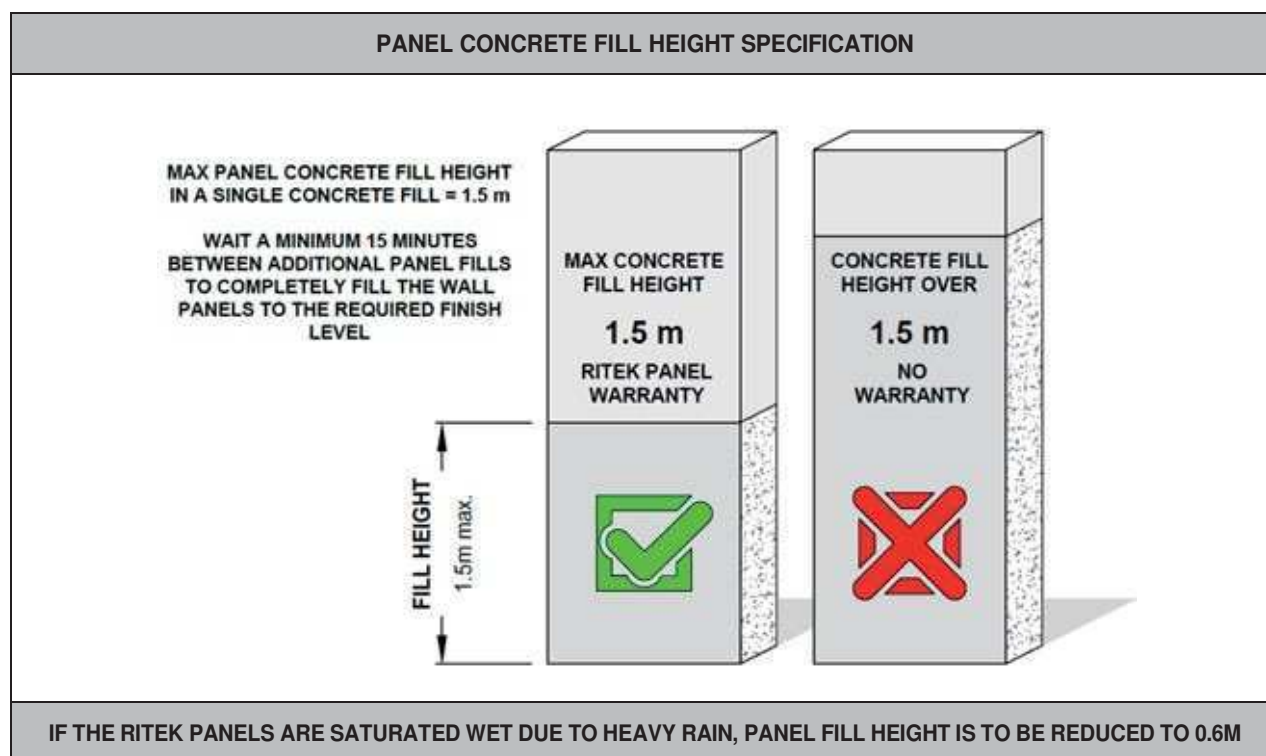 PANEL CONCRETE FILL HEIGHT SPECIFICATION
MAX PANEL CONCRETE FILL HEIGHT
IN A SINGLE CONCRETE FILL = 1.5 m
WAIT A MINIMUM 15 MINUTES
BETWEEN ADDITIONAL PANEL FILLS
TO COMPLETELY FILL THE WALL
PANELS TO THE REQUIRED FINISH
LEVEL
FILL HEIGHT
1.5m max.
MAX CONCRETE
FILL HEIGHT
1.5 m
RITEK PANEL
WARRANTY
CONCRETE FILL
HEIGHT OVER
1.5 m
NO
WARRANTY
IF THE RITEK PANELS ARE SATURATED WET DUE TO HEAVY RAIN, PANEL FILL HEIGHT IS TO BE REDUCED TO 0.6M